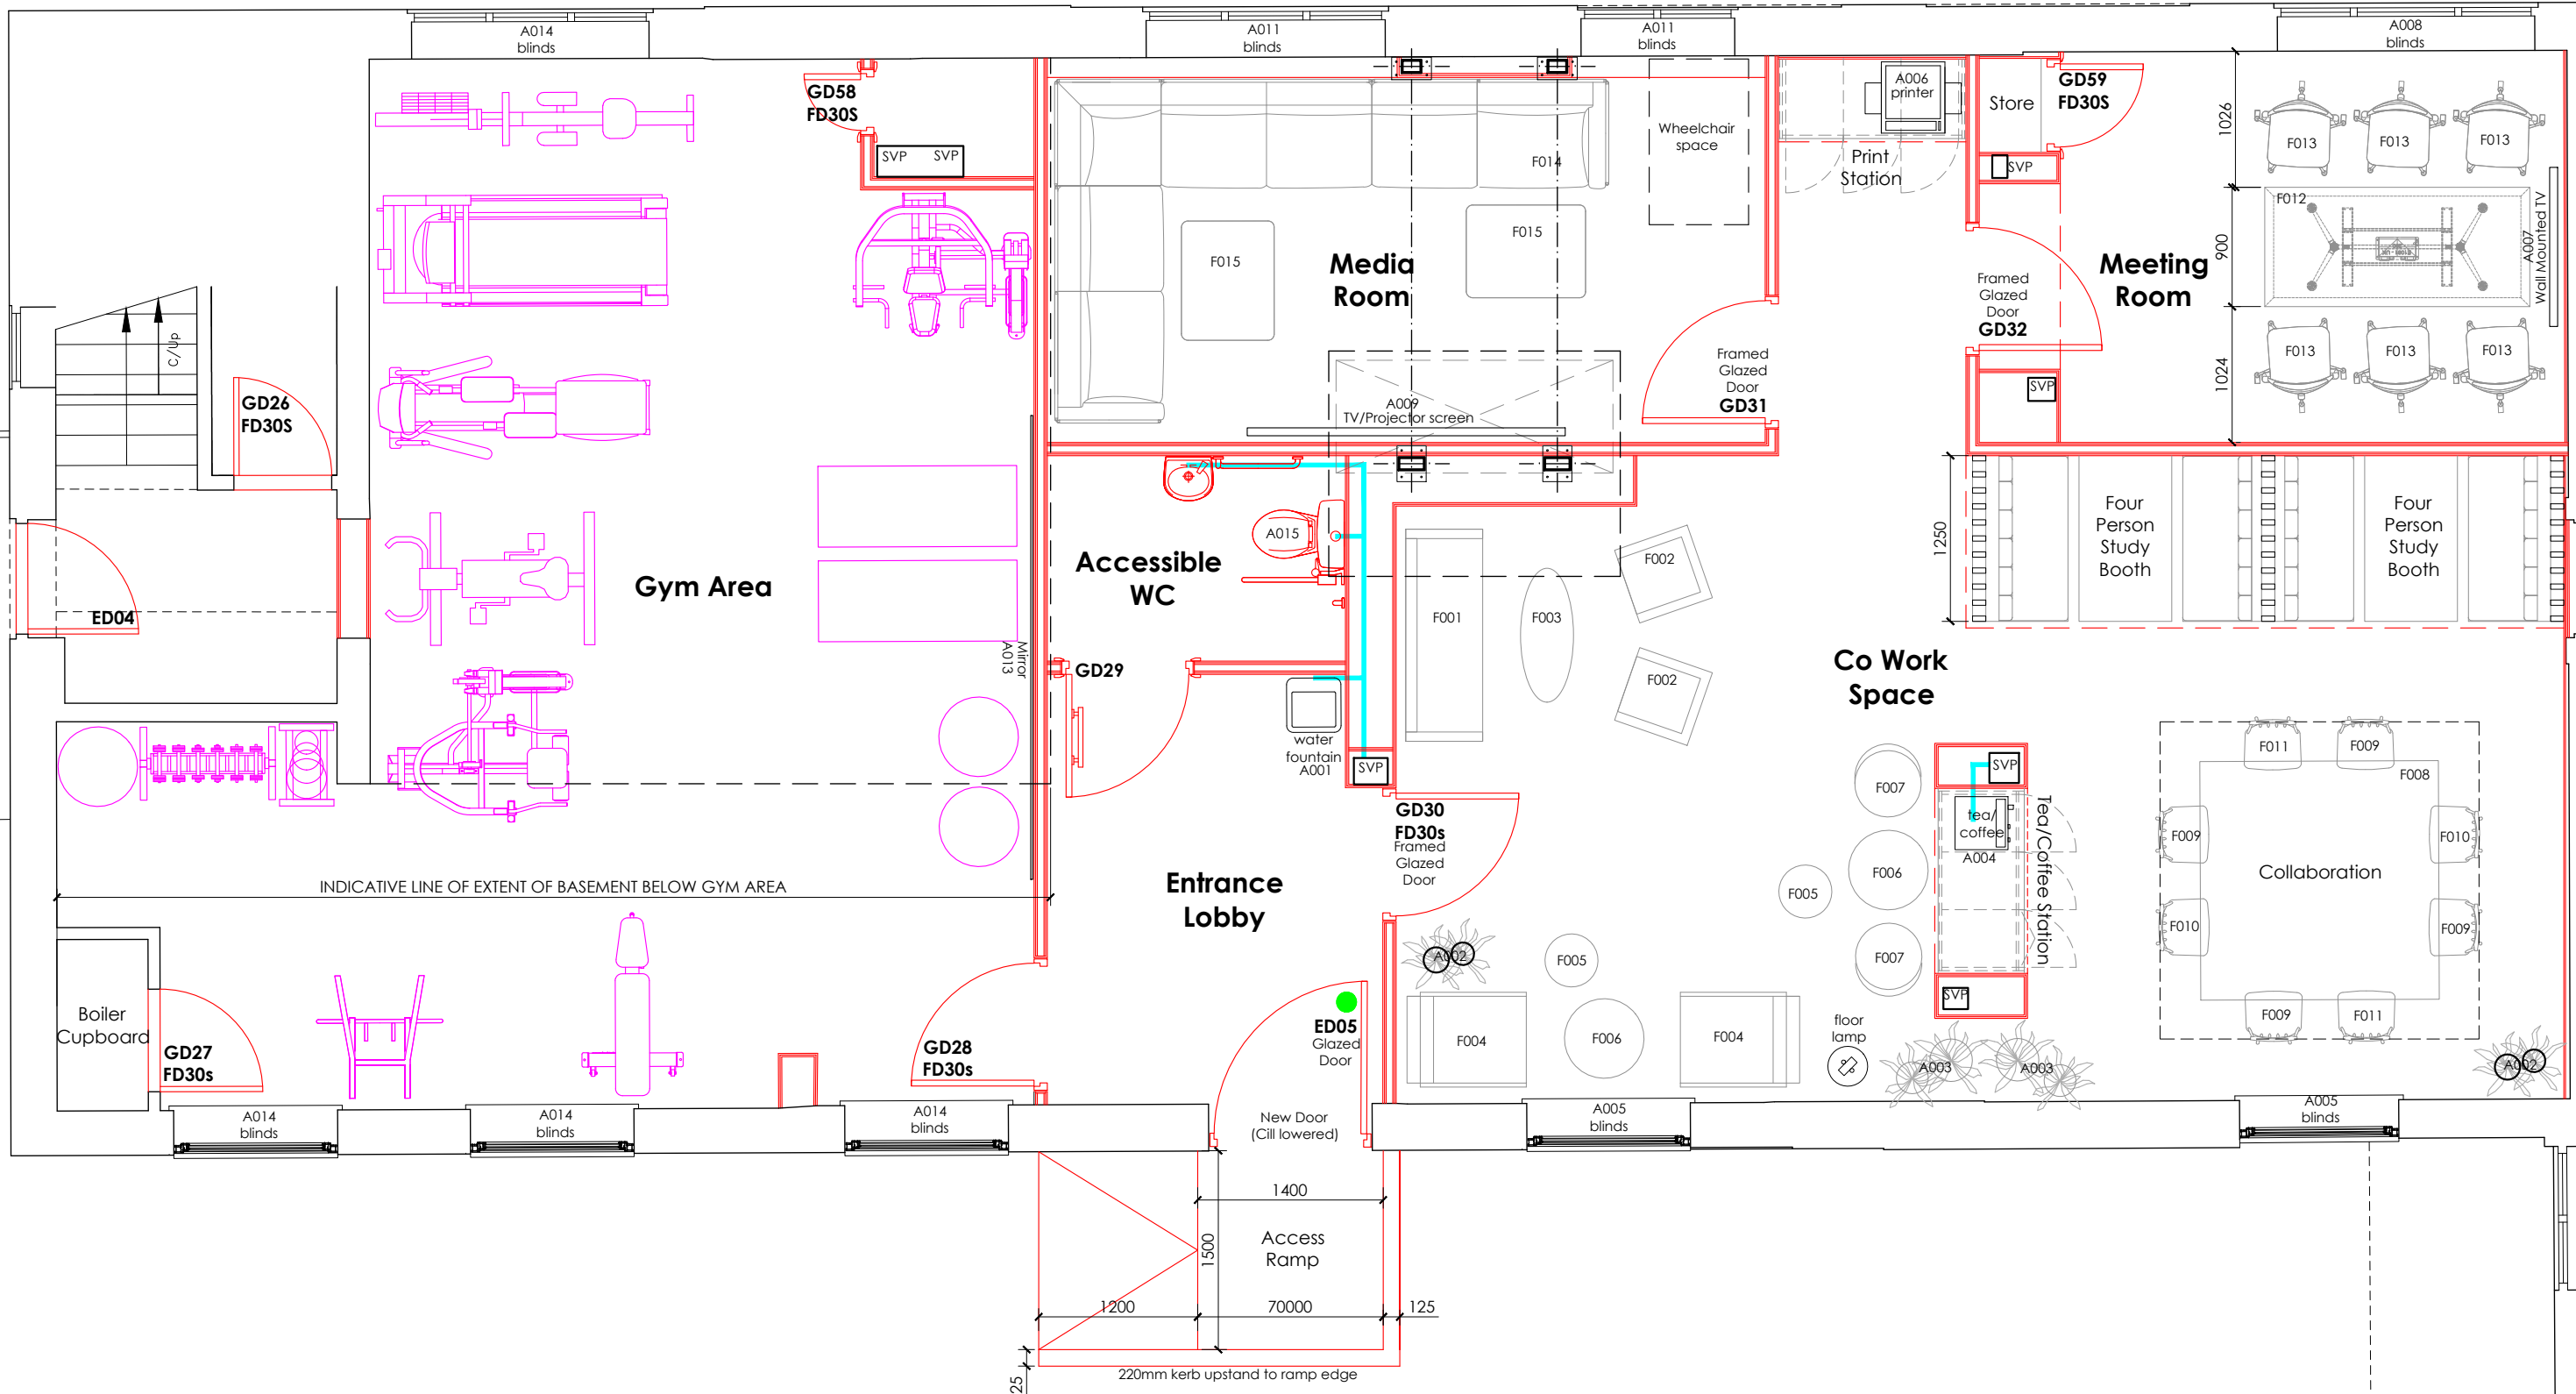 A014
blinds
A011
blinds
A011
blinds
A008
blinds
GD58
FD30S
SVP SVP
F014
Wheelchair
space
A006
printer
Print
Station
Store
GD59
FD30S
SVP
1026
900
1024
F013
F013
F013
F012
A007
Wall Mounted TV
F013
F013
F013
Meeting
Room
Framed
Glazed
Door
GD32
SVP
F015
F015
Media
Room
Framed
Glazed
Door
GD31
A009
TV/Projector screen
C/Up
GD26
FD30S
ED04
Gym Area
Mirror
A013
Accessible
WC
A015
GD29
water
fountain
A001
SVP
F001
F003
F002
F002
1250
Four
Person
Study
Booth
Four
Person
Study
Booth
Co Work
Space
GD30
FD30s
Framed
Glazed
Door
F007
F006
F007
F005
F005
SVP
tea/
coffee
A004
Tea/Coffee Station
SVP
F011
F009
F008
F009
F010
F010
F009
F009
F011
Collaboration
INDICATIVE LINE OF EXTENT OF BASEMENT BELOW GYM AREA
Entrance
Lobby
A002
F004
F006
F004
floor
lamp
A003
A003
A002
Boiler
Cupboard
GD27
FD30s
GD28
FD30s
ED05
Glazed
Door
New Door
(Cill lowered)
A014
blinds
A014
blinds
A014
blinds
A005
blinds
A005
blinds
1400
1500
Access
Ramp
1200
70000
125
25
220mm kerb upstand to ramp edge